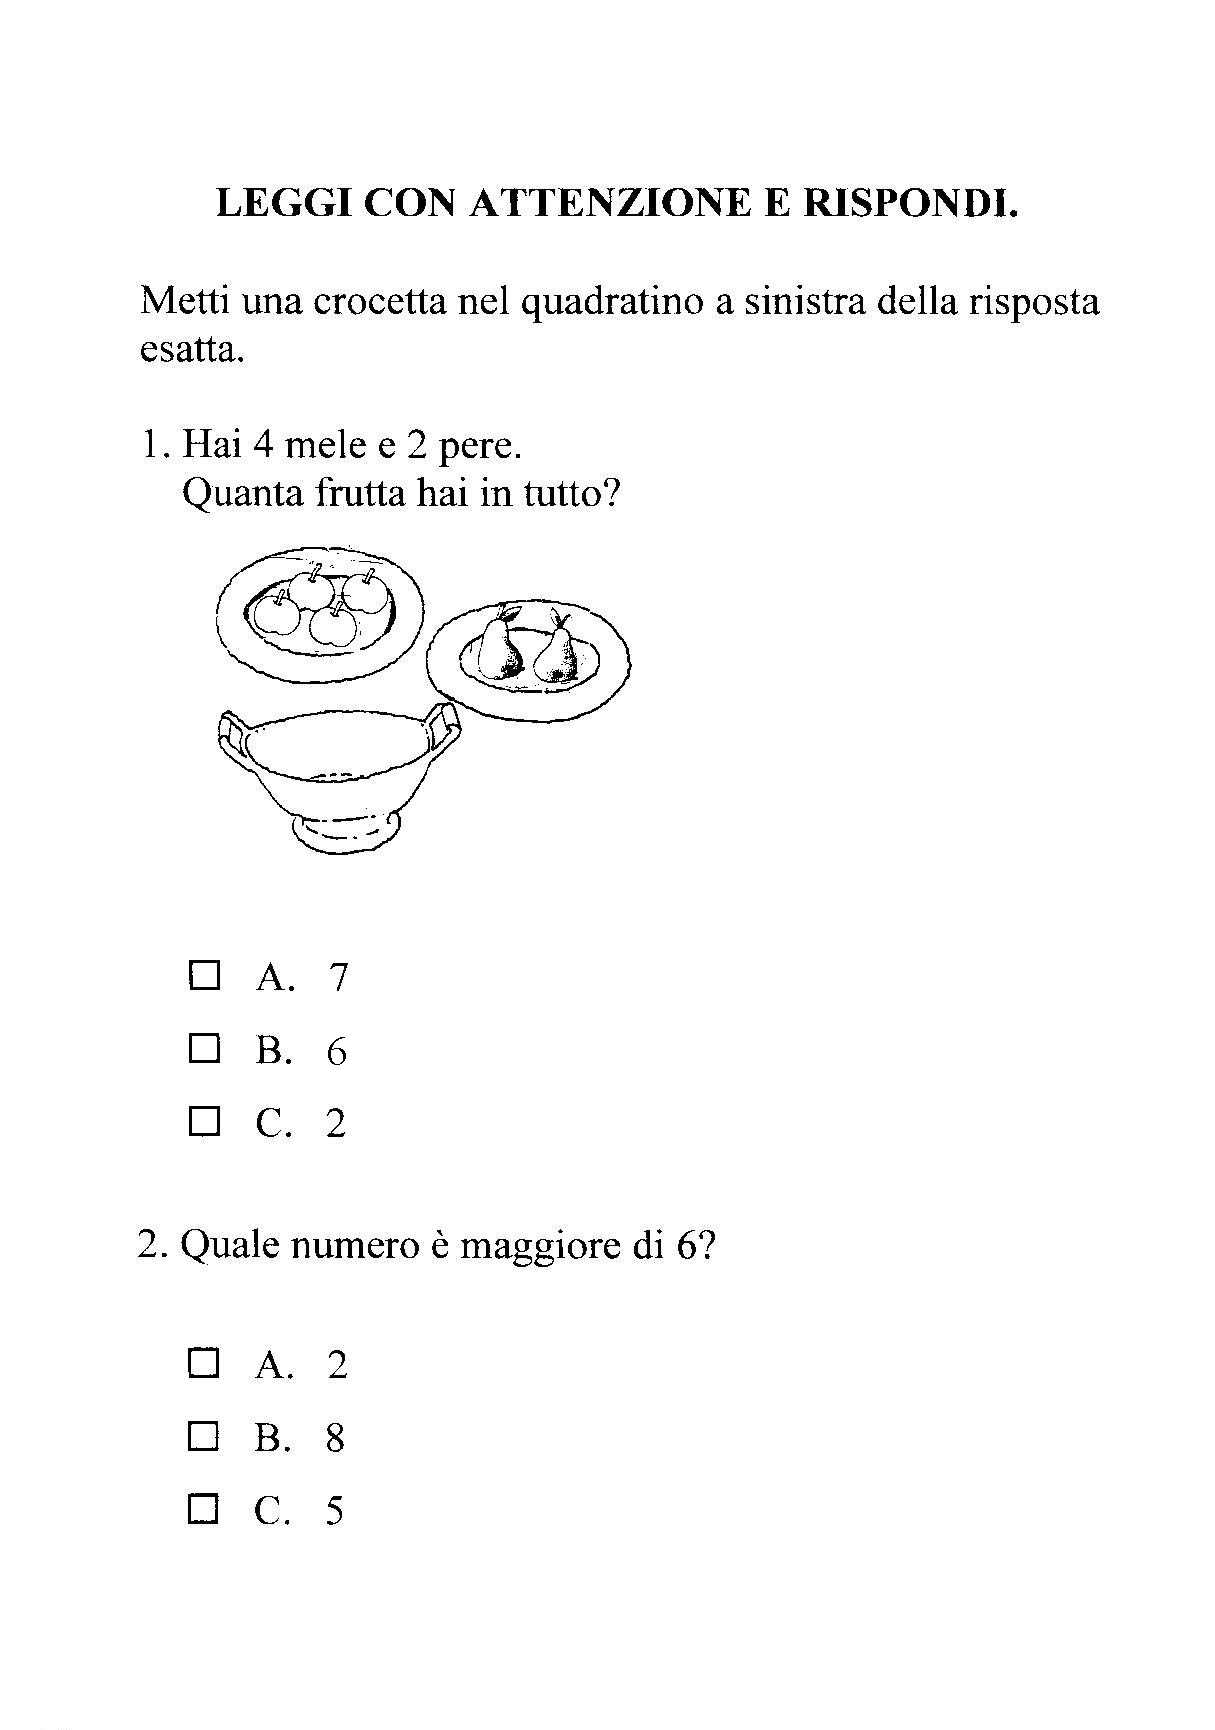 LEGGI CON ATTENZIONE E RISPONDI.
Metti una crocetta nel quadratino a sinistra della risposta
esatta.
1. Hai 4 mele e 2 pere.
Quanta frutta hai in tutto?
A. 7
B. 6
C. 2
2. Quale numero è maggiore di 6?
A. 2
B. 8
C. 5